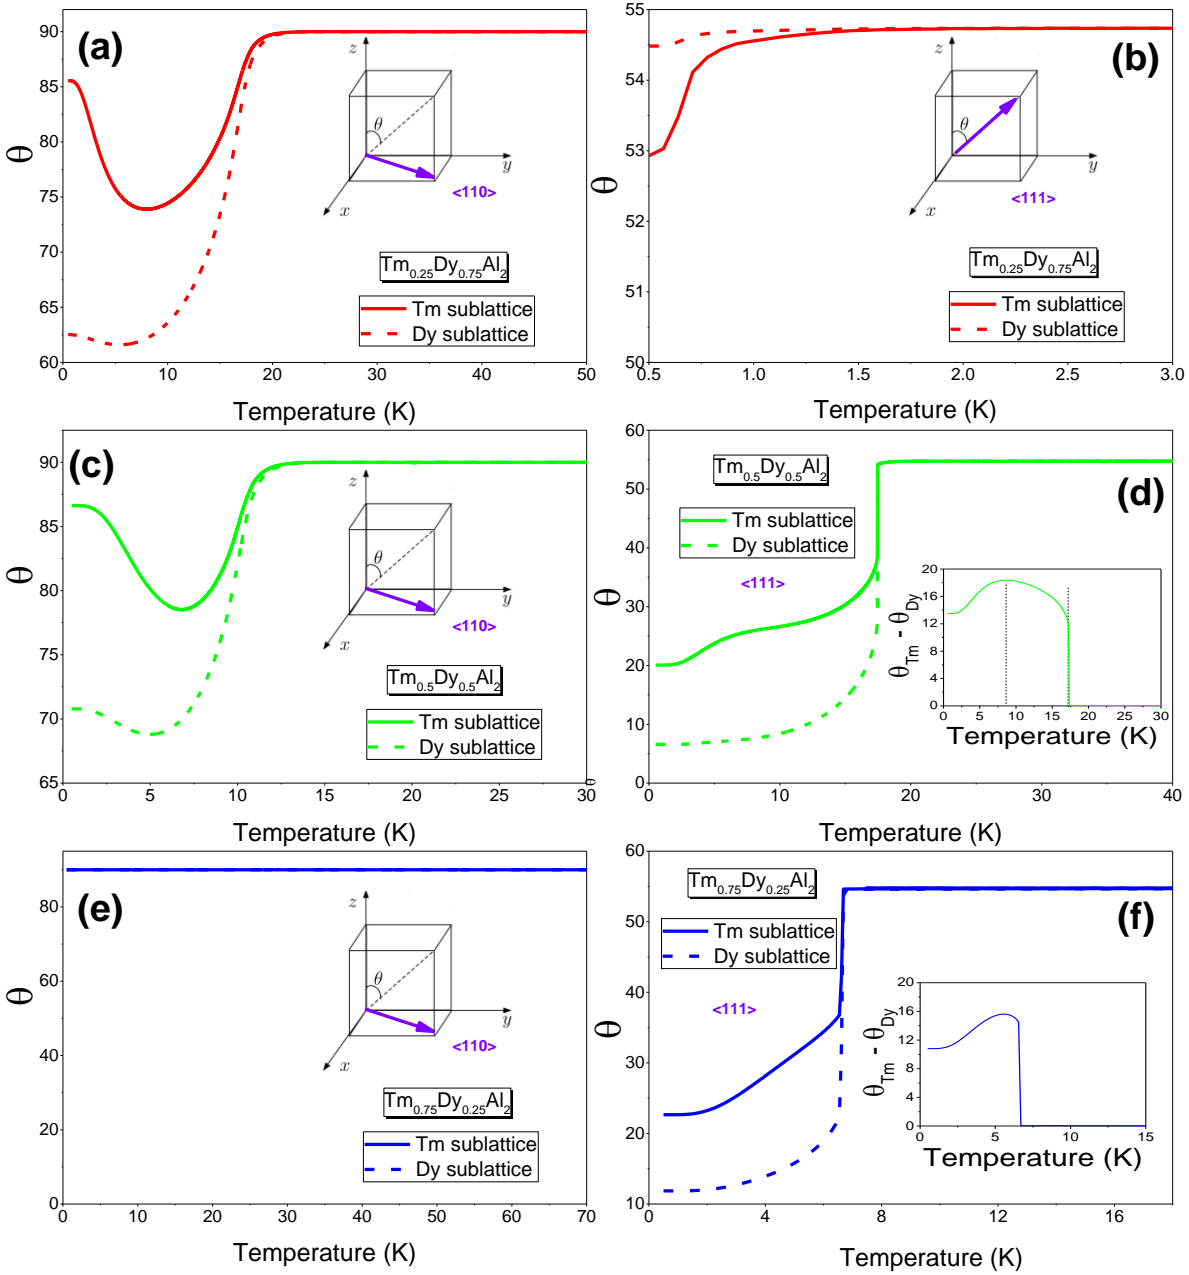 (a)
90
85
80
75
70
65
60
θ
z
θ
y
x
<110>
Tm0.25Dy0.75Al2
Tm sublattice
Dy sublattice
0 10 20 30 40 50
Temperature (K)
(b)
55
54
53
52
51
50
θ
z
θ
y
x
<111>
Tm0.25Dy0.75Al2
Tm sublattice
Dy sublattice
0.5 1.0 1.5 2.0 2.5 3.0
Temperature (K)
(c)
90
85
80
75
70
65
θ
z
θ
y
x
<110>
Tm0.5Dy0.5Al2
Tm sublattice
Dy sublattice
0 5 10 15 20 25 30
Temperature (K)
θ
(d)
60
50
40
30
20
10
0
θ
Tm0.5Dy0.5Al2
Tm sublattice
Dy sublattice
<111>
20
16
12
8
4
0
θTm - θDy
0 5 10 15 20 25 30
Temperature (K)
0 10 20 30 40
Temperature (K)
(e)
80
60
40
20
0
θ
z
θ
y
x
<110>
Tm0.75Dy0.25Al2
Tm sublattice
Dy sublattice
0 10 20 30 40 50 60 70
Temperature (K)
(f)
60
50
40
30
20
10
θ
Tm0.75Dy0.25Al2
Tm sublattice
Dy sublattice
<111>
20
16
12
8
4
0
θTm - θDy
0 5 10 15
Temperature (K)
0 4 8 12 16
Temperature (K)